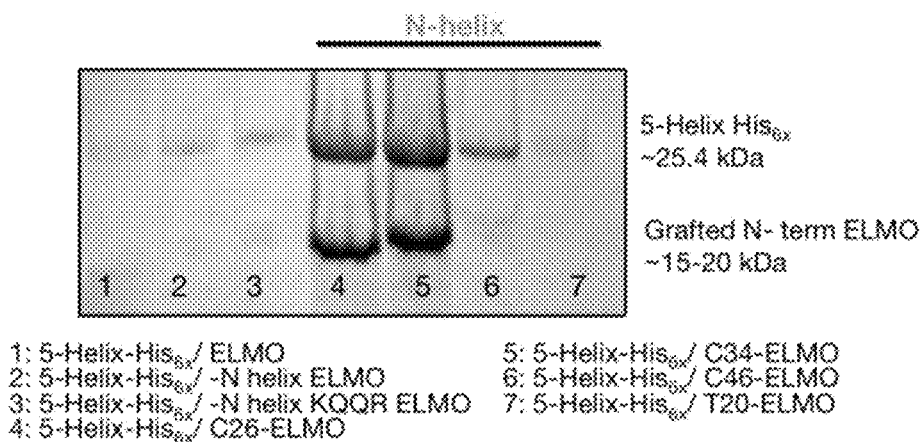 N-helix
5-Helix His6x
~25.4 kDa
Grafted N- term ELMO
~15-20 kDa
1 2 3 4 5 6 7
1: 5-Helix-His6x/ ELMO
2: 5-Helix-His6x/ -N helix ELMO
3: 5-Helix-His6x/ -N helix KQQR ELMO
4: 5-Helix-His6x/ C26-ELMO
5: 5-Helix-His6x/ C34-ELMO
6: 5-Helix-His6x/ C46-ELMO
7: 5-Helix-His6x/ T20-ELMO